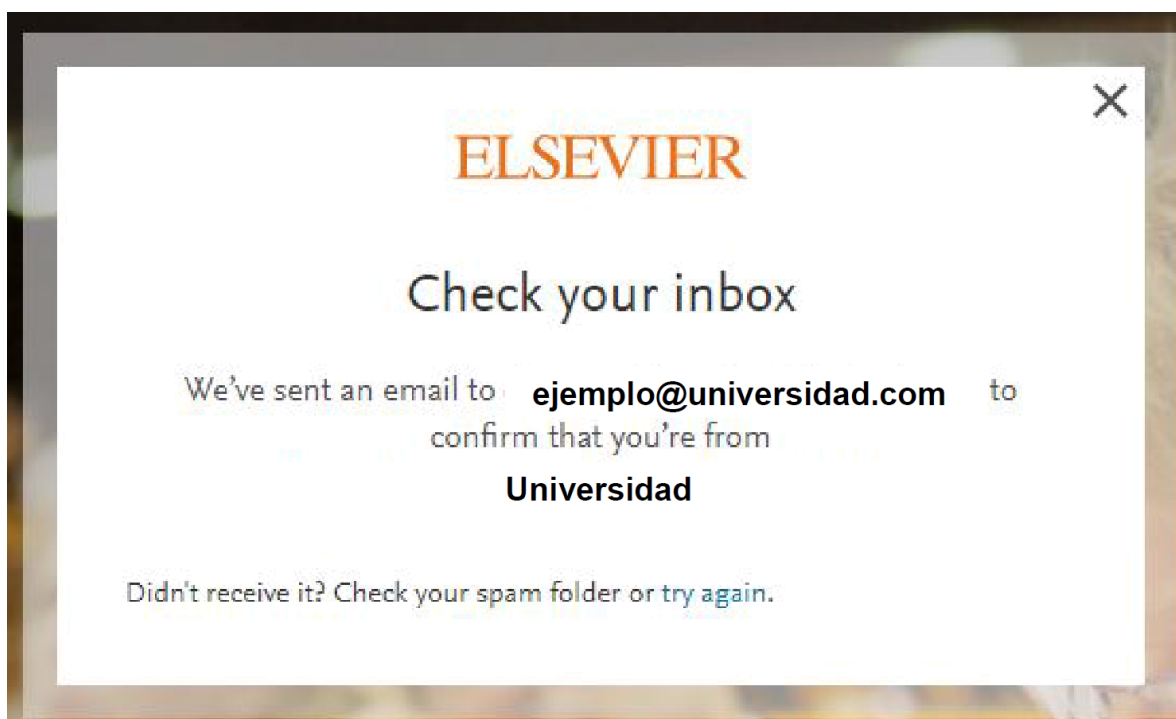 ELSEVIER
Check your inbox
We've sent an email to ejemplo@universidad.com to
confirm that you're from
Universidad
Didn't receive it? Check your spam folder or try again.